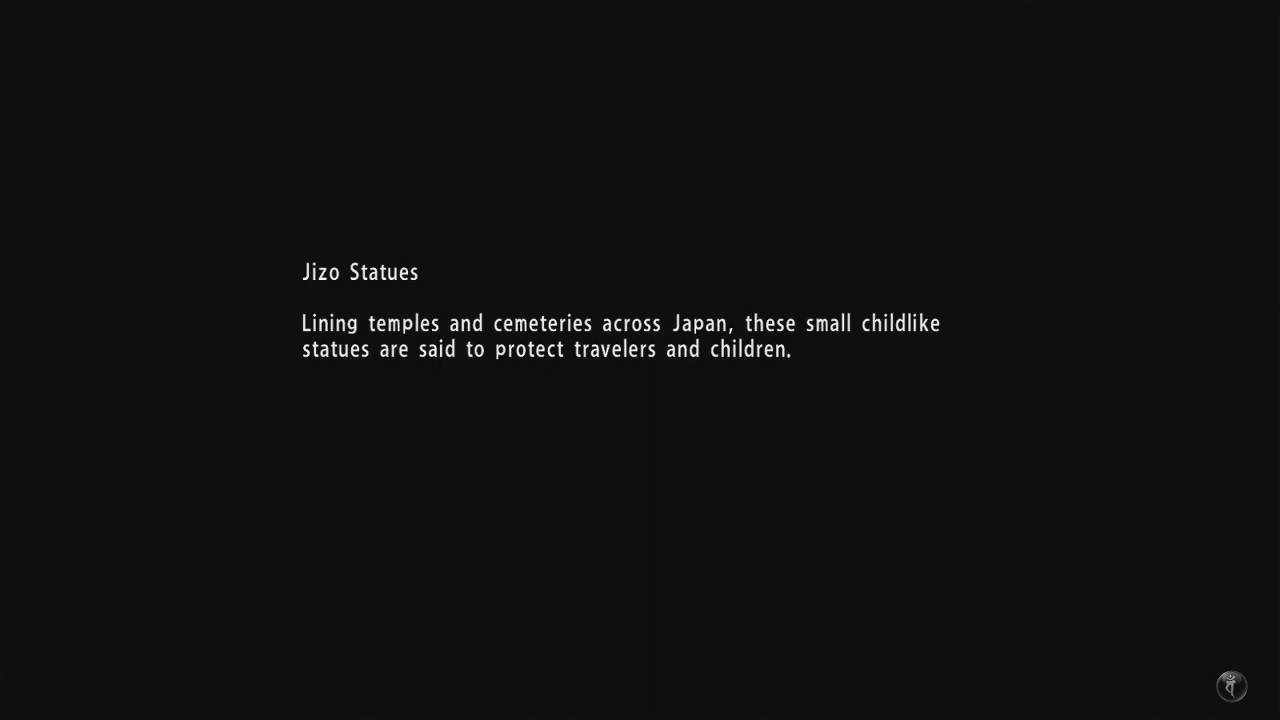 Jizo Statues
Lining temples and cemeteries across Japan, these small childlike
statues are said to protect travelers and children.